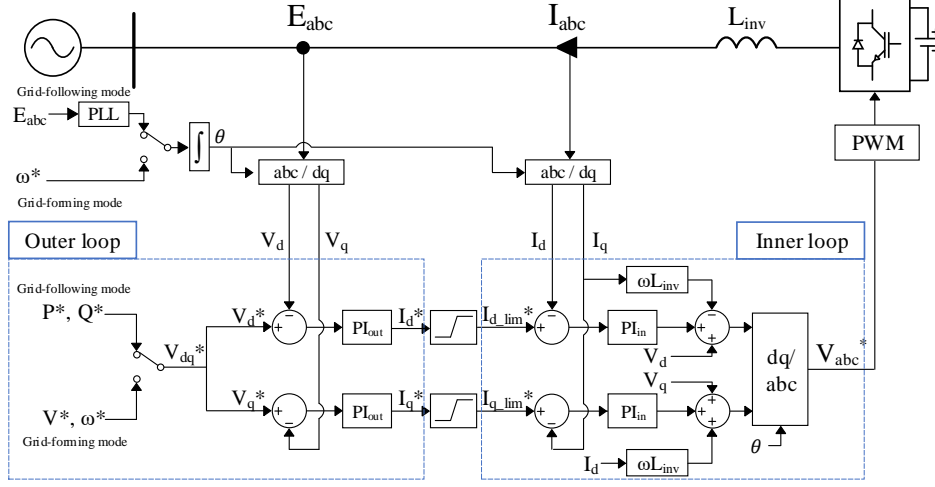 E_abc
I_abc
L_inv
Grid-following mode
E_abc
PLL
∫
θ
ω*
Grid-forming mode
abc / dq
abc / dq
PWM
V_d
V_q
I_d
I_q
Outer loop
Inner loop
Grid-following mode
P*, Q*
V_dq*
V*, ω*
Grid-forming mode
V_d*
+
−
PI_out
I_d*
I_d_lim*
+
−
PI_in
ωL_inv
−
+
+
V_d
V_q*
+
−
PI_out
I_q*
I_q_lim*
+
−
PI_in
V_q
+
+
+
I_d
ωL_inv
dq/
abc
θ
V_abc*